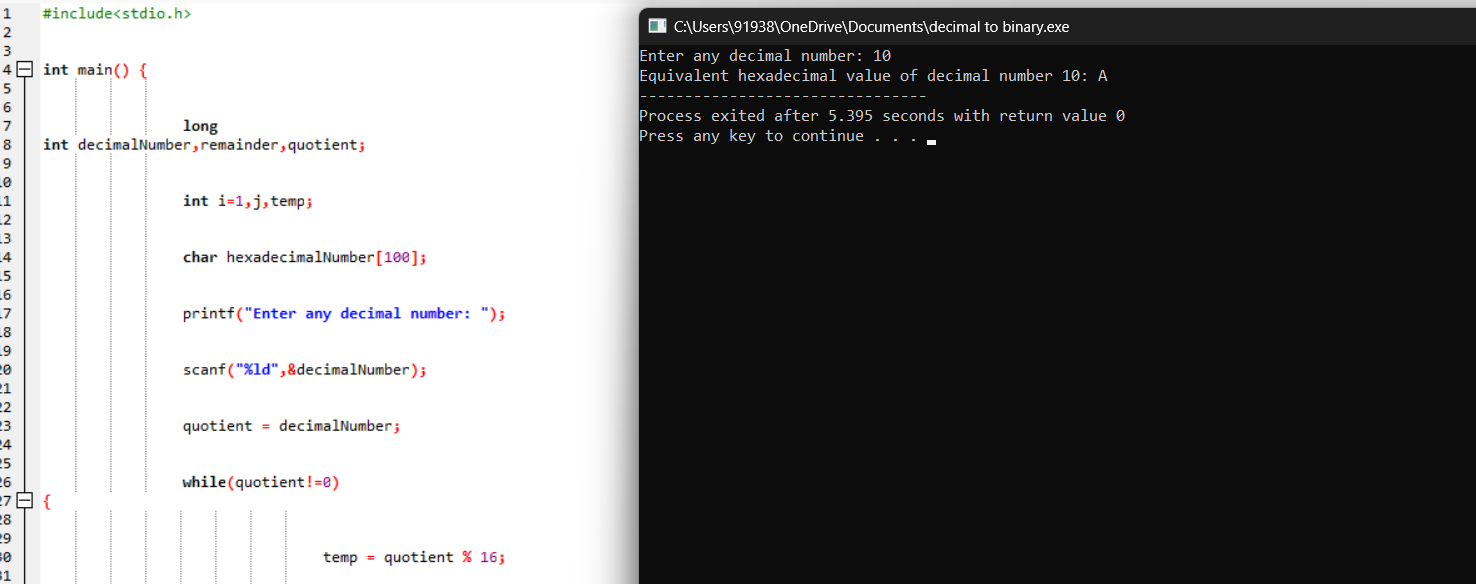 1 #include<stdio.h>
2
3
4 int main() {
5
6
7 long
8 int decimalNumber,remainder,quotient;
9
10
11 int i=1,j,temp;
12
13
14 char hexadecimalNumber[100];
15
16
17 printf("Enter any decimal number: ");
18
19
20 scanf("%ld",&decimalNumber);
21
22
23 quotient = decimalNumber;
24
25
26 while(quotient!=0)
27 {
28
29
30 temp = quotient % 16;
31
C:\Users\91938\OneDrive\Documents\decimal to binary.exe
Enter any decimal number: 10
Equivalent hexadecimal value of decimal number 10: A
--------------------------------
Process exited after 5.395 seconds with return value 0
Press any key to continue . . .